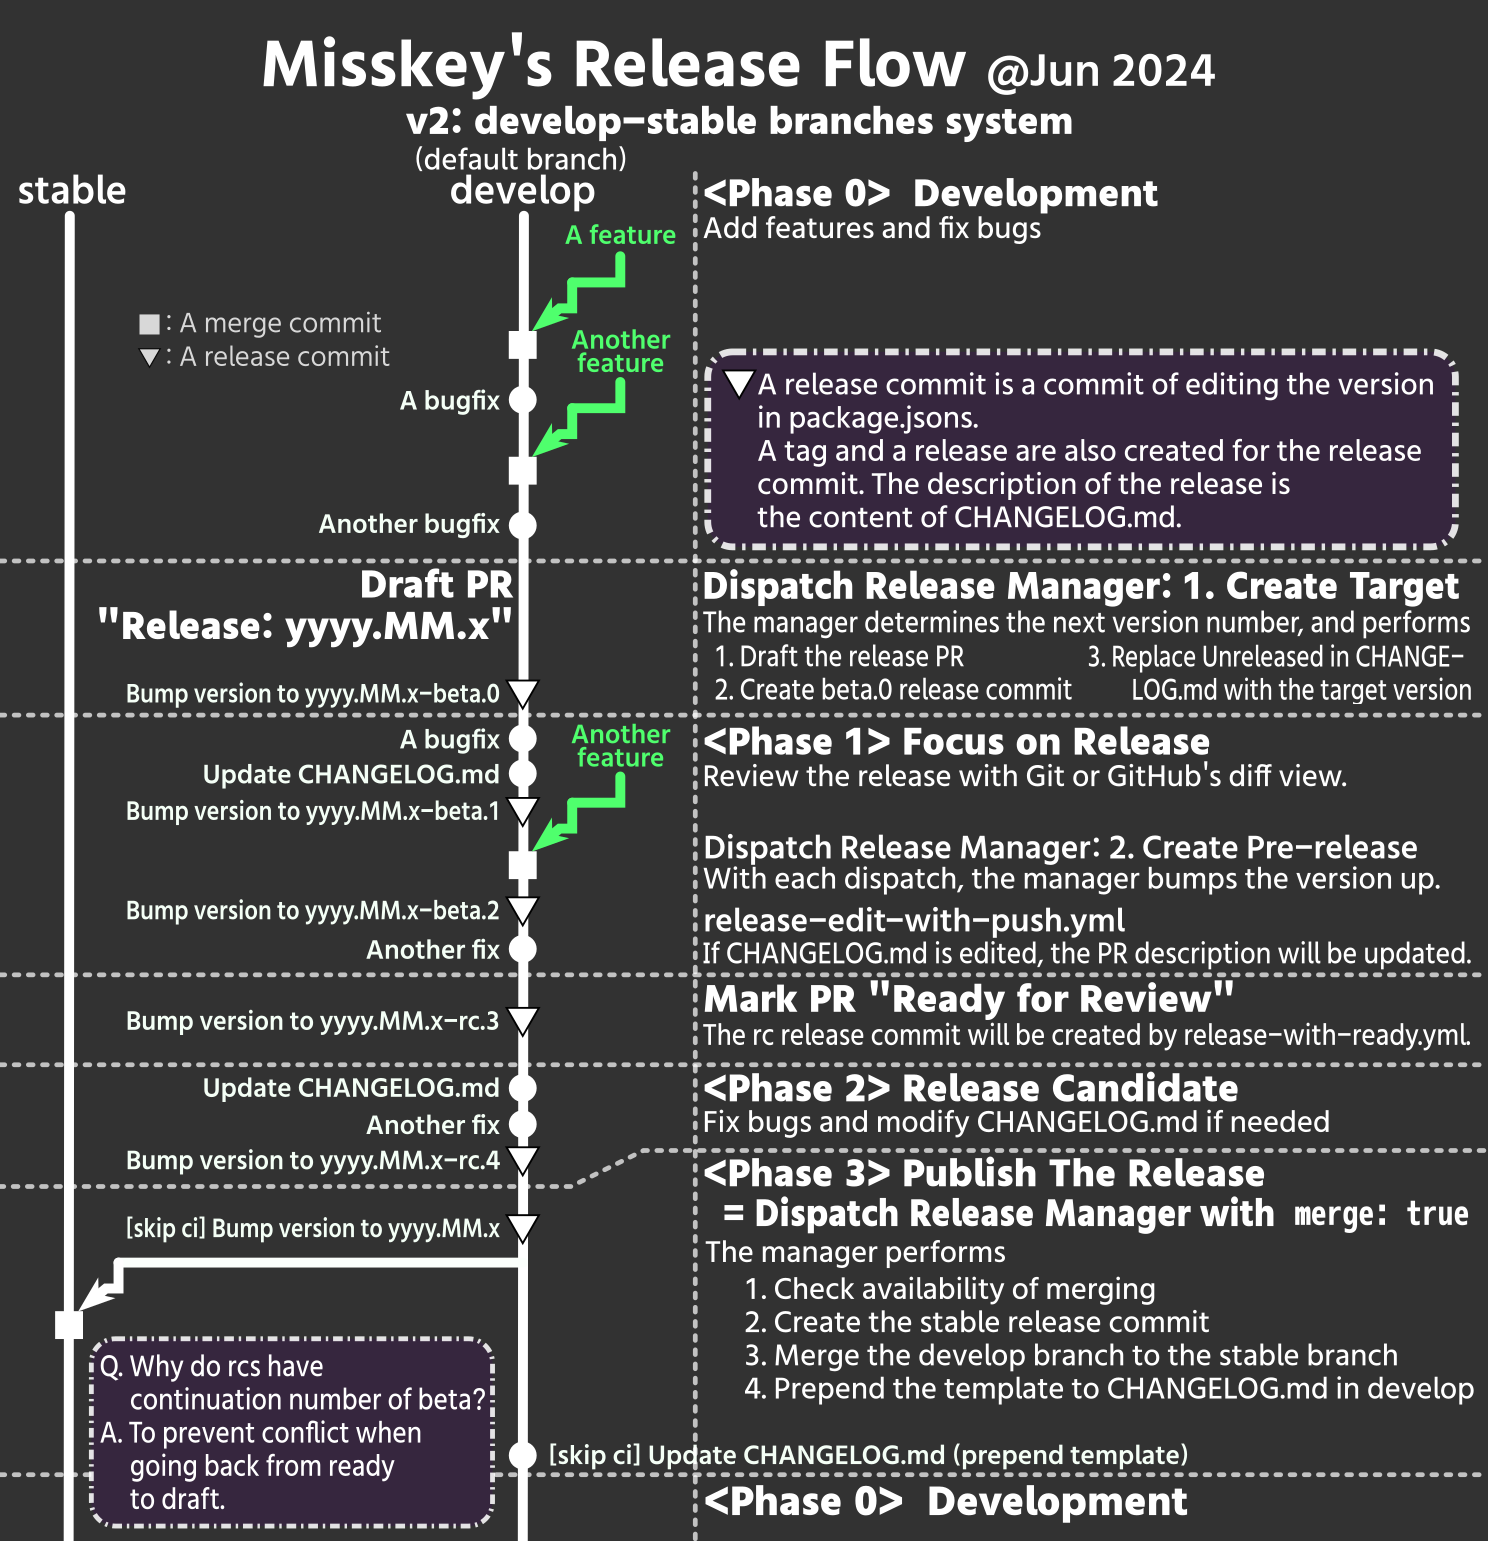 Misskey's Release Flow @Jun 2024
v2: develop-stable branches system
(default branch)
stable
develop
<Phase 0> Development
Add features and fix bugs
A feature
■: A merge commit
▼: A release commit
Another
feature
A bugfix
▼A release commit is a commit of editing the version
in package.jsons.
A tag and a release are also created for the release
commit. The description of the release is
the content of CHANGELOG.md.
Another bugfix
Draft PR
"Release: yyyy.MM.x"
Dispatch Release Manager: 1. Create Target
The manager determines the next version number, and performs
1. Draft the release PR
2. Create beta.0 release commit
3. Replace Unreleased in CHANGE-
LOG.md with the target version
Bump version to yyyy.MM.x-beta.0
A bugfix
Update CHANGELOG.md
Bump version to yyyy.MM.x-beta.1
Another
feature
<Phase 1> Focus on Release
Review the release with Git or GitHub's diff view.
Dispatch Release Manager: 2. Create Pre-release
With each dispatch, the manager bumps the version up.
Bump version to yyyy.MM.x-beta.2
Another fix
release-edit-with-push.yml
If CHANGELOG.md is edited, the PR description will be updated.
Mark PR "Ready for Review"
The rc release commit will be created by release-with-ready.yml.
Bump version to yyyy.MM.x-rc.3
Update CHANGELOG.md
Another fix
Bump version to yyyy.MM.x-rc.4
<Phase 2> Release Candidate
Fix bugs and modify CHANGELOG.md if needed
<Phase 3> Publish The Release
= Dispatch Release Manager with merge: true
[skip ci] Bump version to yyyy.MM.x
The manager performs
1. Check availability of merging
2. Create the stable release commit
3. Merge the develop branch to the stable branch
4. Prepend the template to CHANGELOG.md in develop
Q. Why do rcs have
continuation number of beta?
A. To prevent conflict when
going back from ready
to draft.
[skip ci] Update CHANGELOG.md (prepend template)
<Phase 0> Development